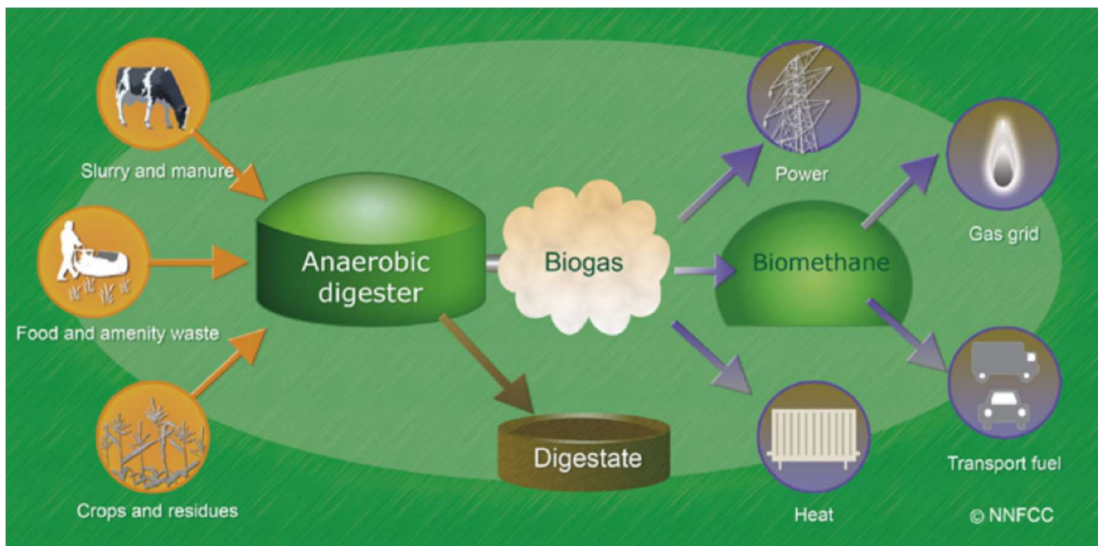 Slurry and manure
Food and amenity waste
Crops and residues
Anaerobic
digester
Biogas
Digestate
Power
Biomethane
Heat
Gas grid
Transport fuel
© NNFCC